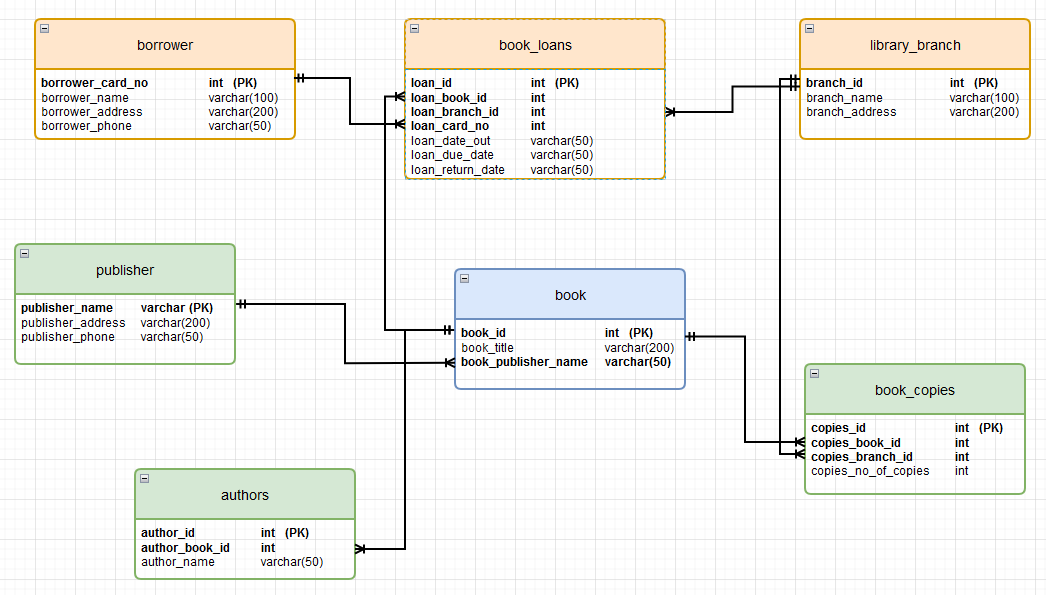 borrower
borrower_card_no int (PK)
borrower_name varchar(100)
borrower_address varchar(200)
borrower_phone varchar(50)
book_loans
loan_id int (PK)
loan_book_id int
loan_branch_id int
loan_card_no int
loan_date_out varchar(50)
loan_due_date varchar(50)
loan_return_date varchar(50)
library_branch
branch_id int (PK)
branch_name varchar(100)
branch_address varchar(200)
publisher
publisher_name varchar (PK)
publisher_address varchar(200)
publisher_phone varchar(50)
book
book_id int (PK)
book_title varchar(200)
book_publisher_name varchar(50)
book_copies
copies_id int (PK)
copies_book_id int
copies_branch_id int
copies_no_of_copies int
authors
author_id int (PK)
author_book_id int
author_name varchar(50)